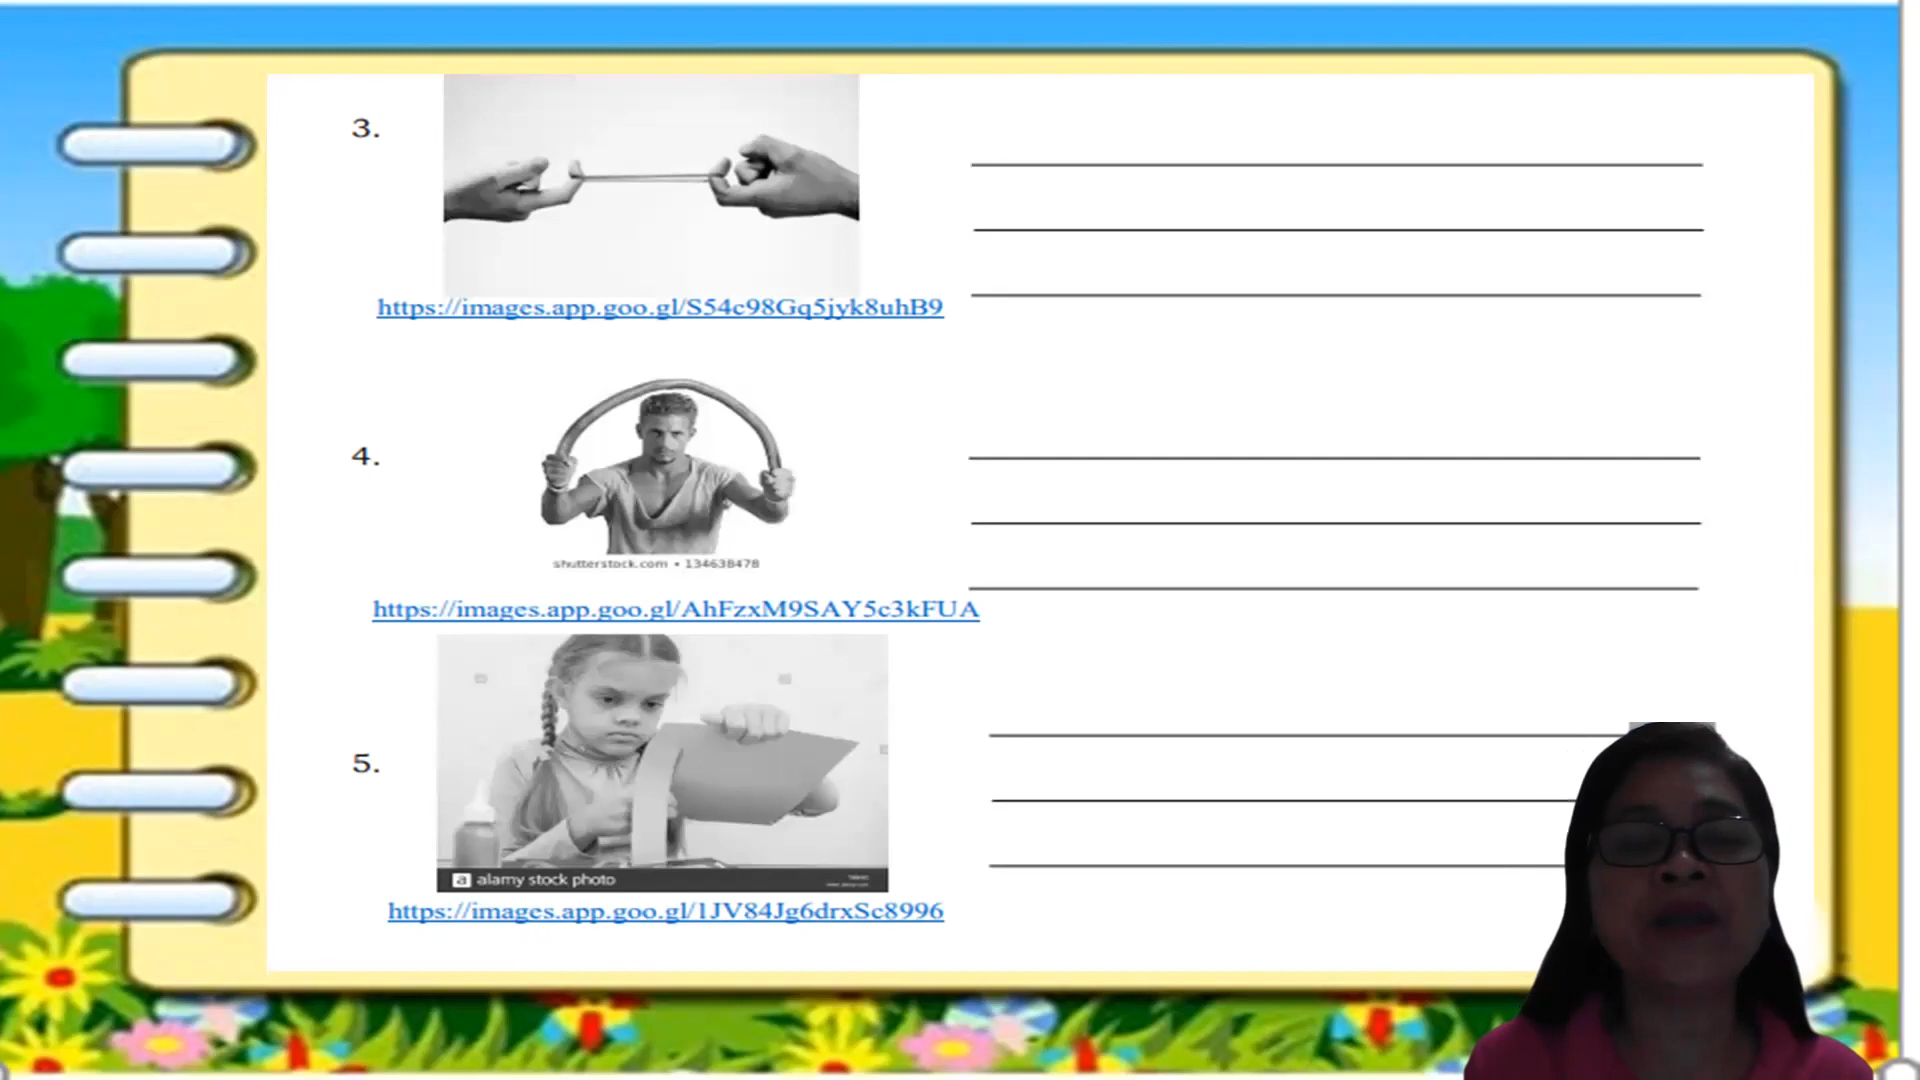 3.
https://images.app.goo.gl/S54c98Gq5jyk8uhB9
4.
shutterstock.com • 134638478
https://images.app.goo.gl/AhFzxM9SAY5c3kFUA
5.
a alamy stock photo
https://images.app.goo.gl/1JV84Jg6drxSc8996